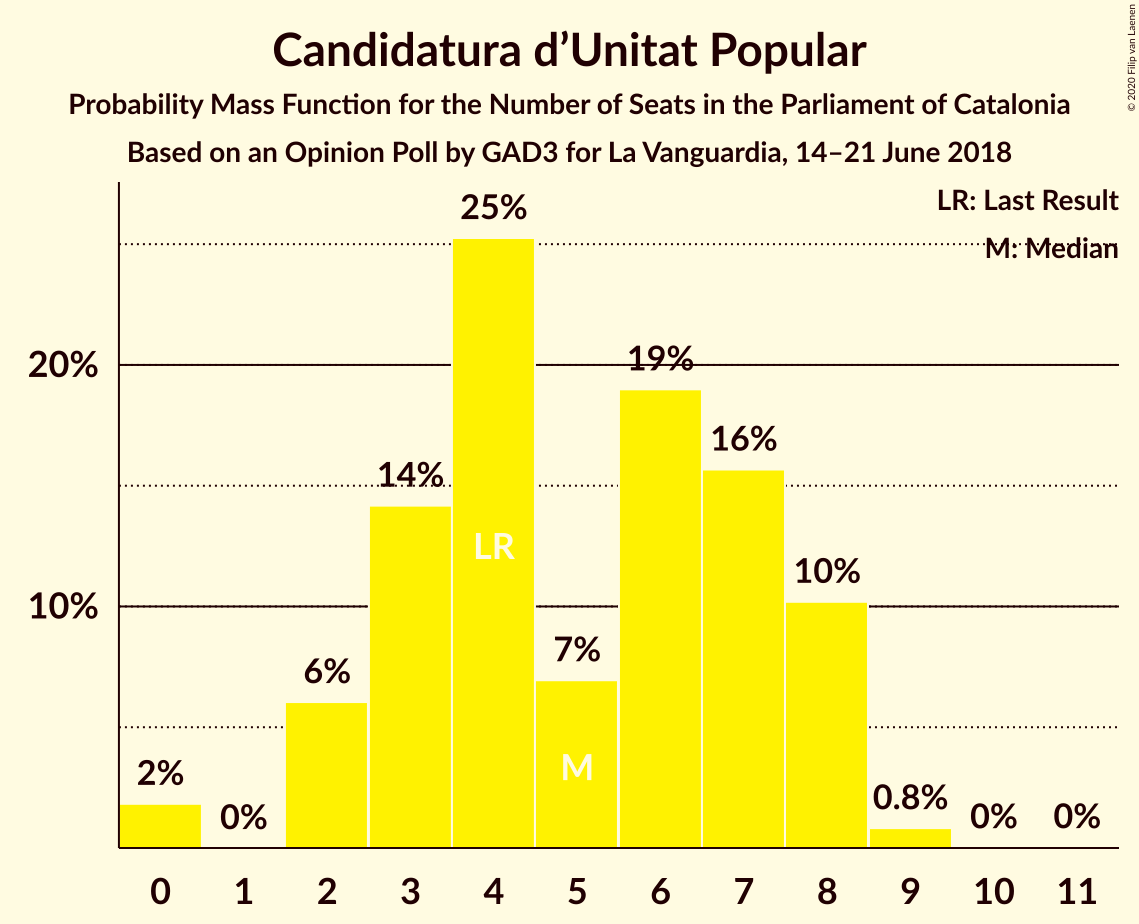 Candidatura d’Unitat Popular
Probability Mass Function for the Number of Seats in the Parliament of Catalonia
Based on an Opinion Poll by GAD3 for La Vanguardia, 14–21 June 2018
© 2020 Filip van Laenen
LR: Last Result
M: Median
25%
20%
19%
16%
14%
LR
10%
10%
7%
6%
M
2%
0%
0.8%
0%
0%
0 1 2 3 4 5 6 7 8 9 10 11